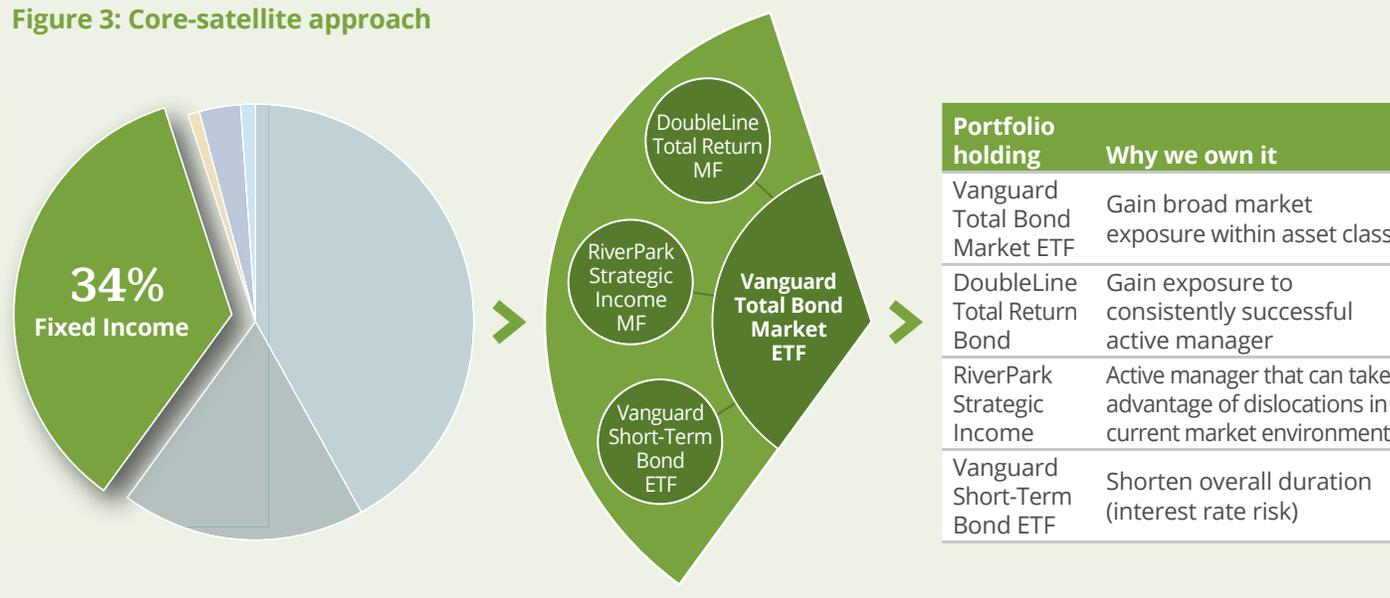 Figure 3: Core-satellite approach
34%
Fixed Income
DoubleLine
Total Return
MF
RiverPark
Strategic
Income
MF
Vanguard
Short-Term
Bond
ETF
Vanguard
Total Bond
Market
ETF
Portfolio
holding
Why we own it
Vanguard
Total Bond
Market ETF
Gain broad market
exposure within asset class
DoubleLine
Total Return
Bond
Gain exposure to
consistently successful
active manager
RiverPark
Strategic
Income
Active manager that can take
advantage of dislocations in
current market environment
Vanguard
Short-Term
Bond ETF
Shorten overall duration
(interest rate risk)